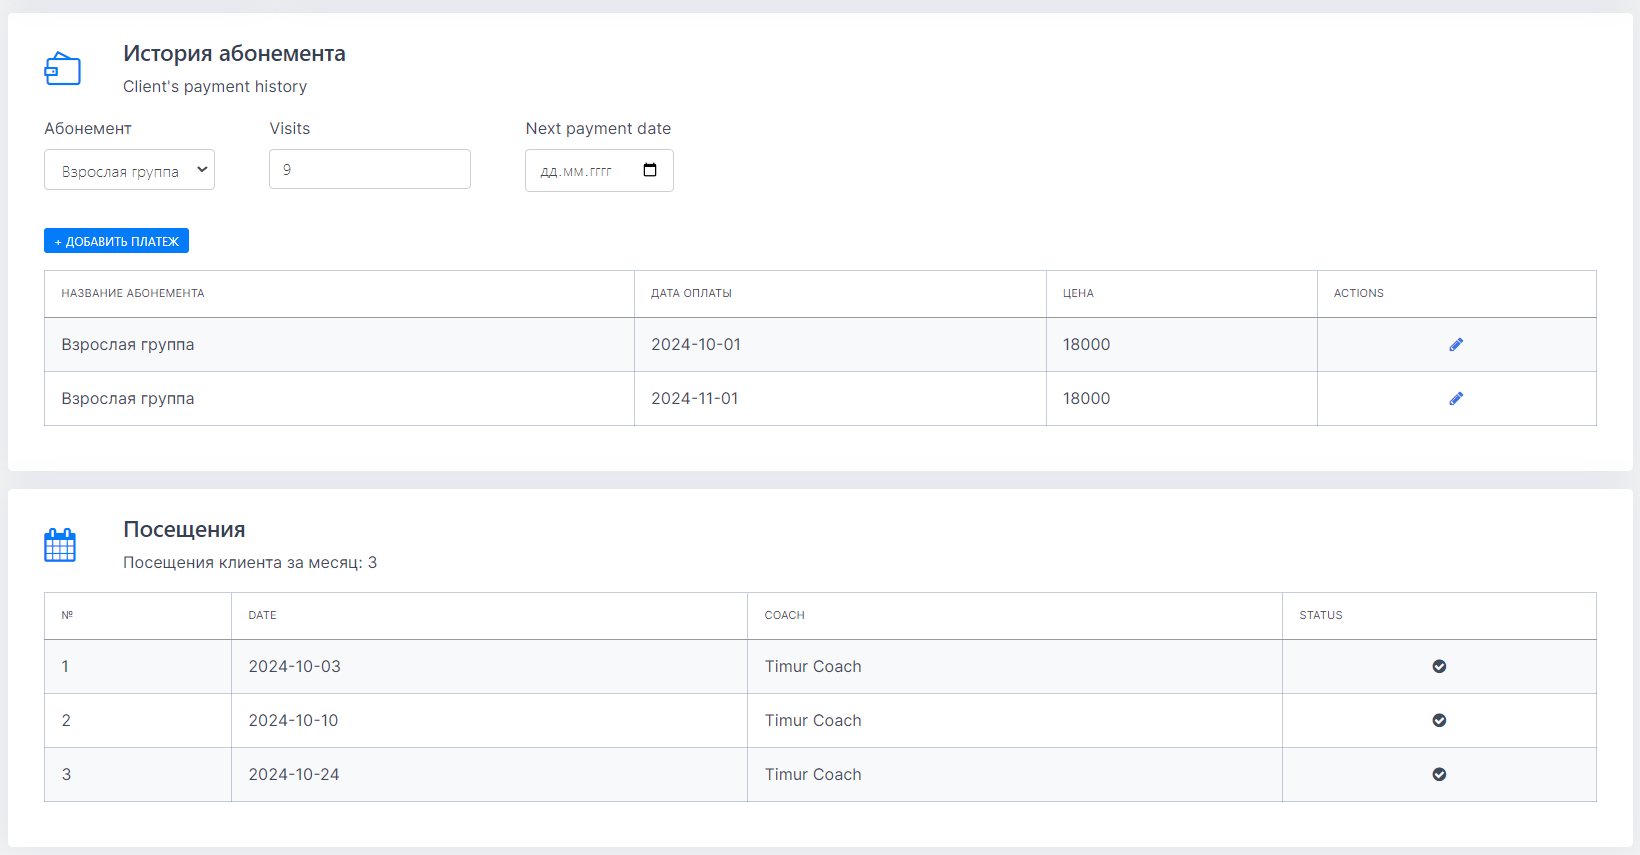 История абонемента
Client's payment history
Абонемент Visits Next payment date
Взрослая группа 9 дд.мм.гггг
+ ДОБАВИТЬ ПЛАТЕЖ
НАЗВАНИЕ АБОНЕМЕНТА ДАТА ОПЛАТЫ ЦЕНА ACTIONS
Взрослая группа 2024-10-01 18000
Взрослая группа 2024-11-01 18000
Посещения
Посещения клиента за месяц: 3
№ DATE COACH STATUS
1 2024-10-03 Timur Coach
2 2024-10-10 Timur Coach
3 2024-10-24 Timur Coach